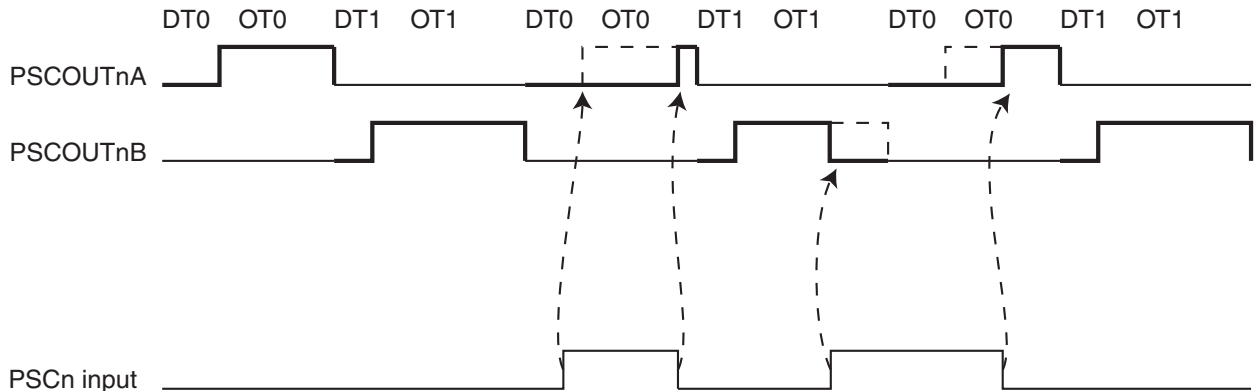 DT0 OT0 DT1 OT1 DT0 OT0 DT1 OT1 DT0 OT0 DT1 OT1
PSCOUTnA
PSCOUTnB
PSCn input